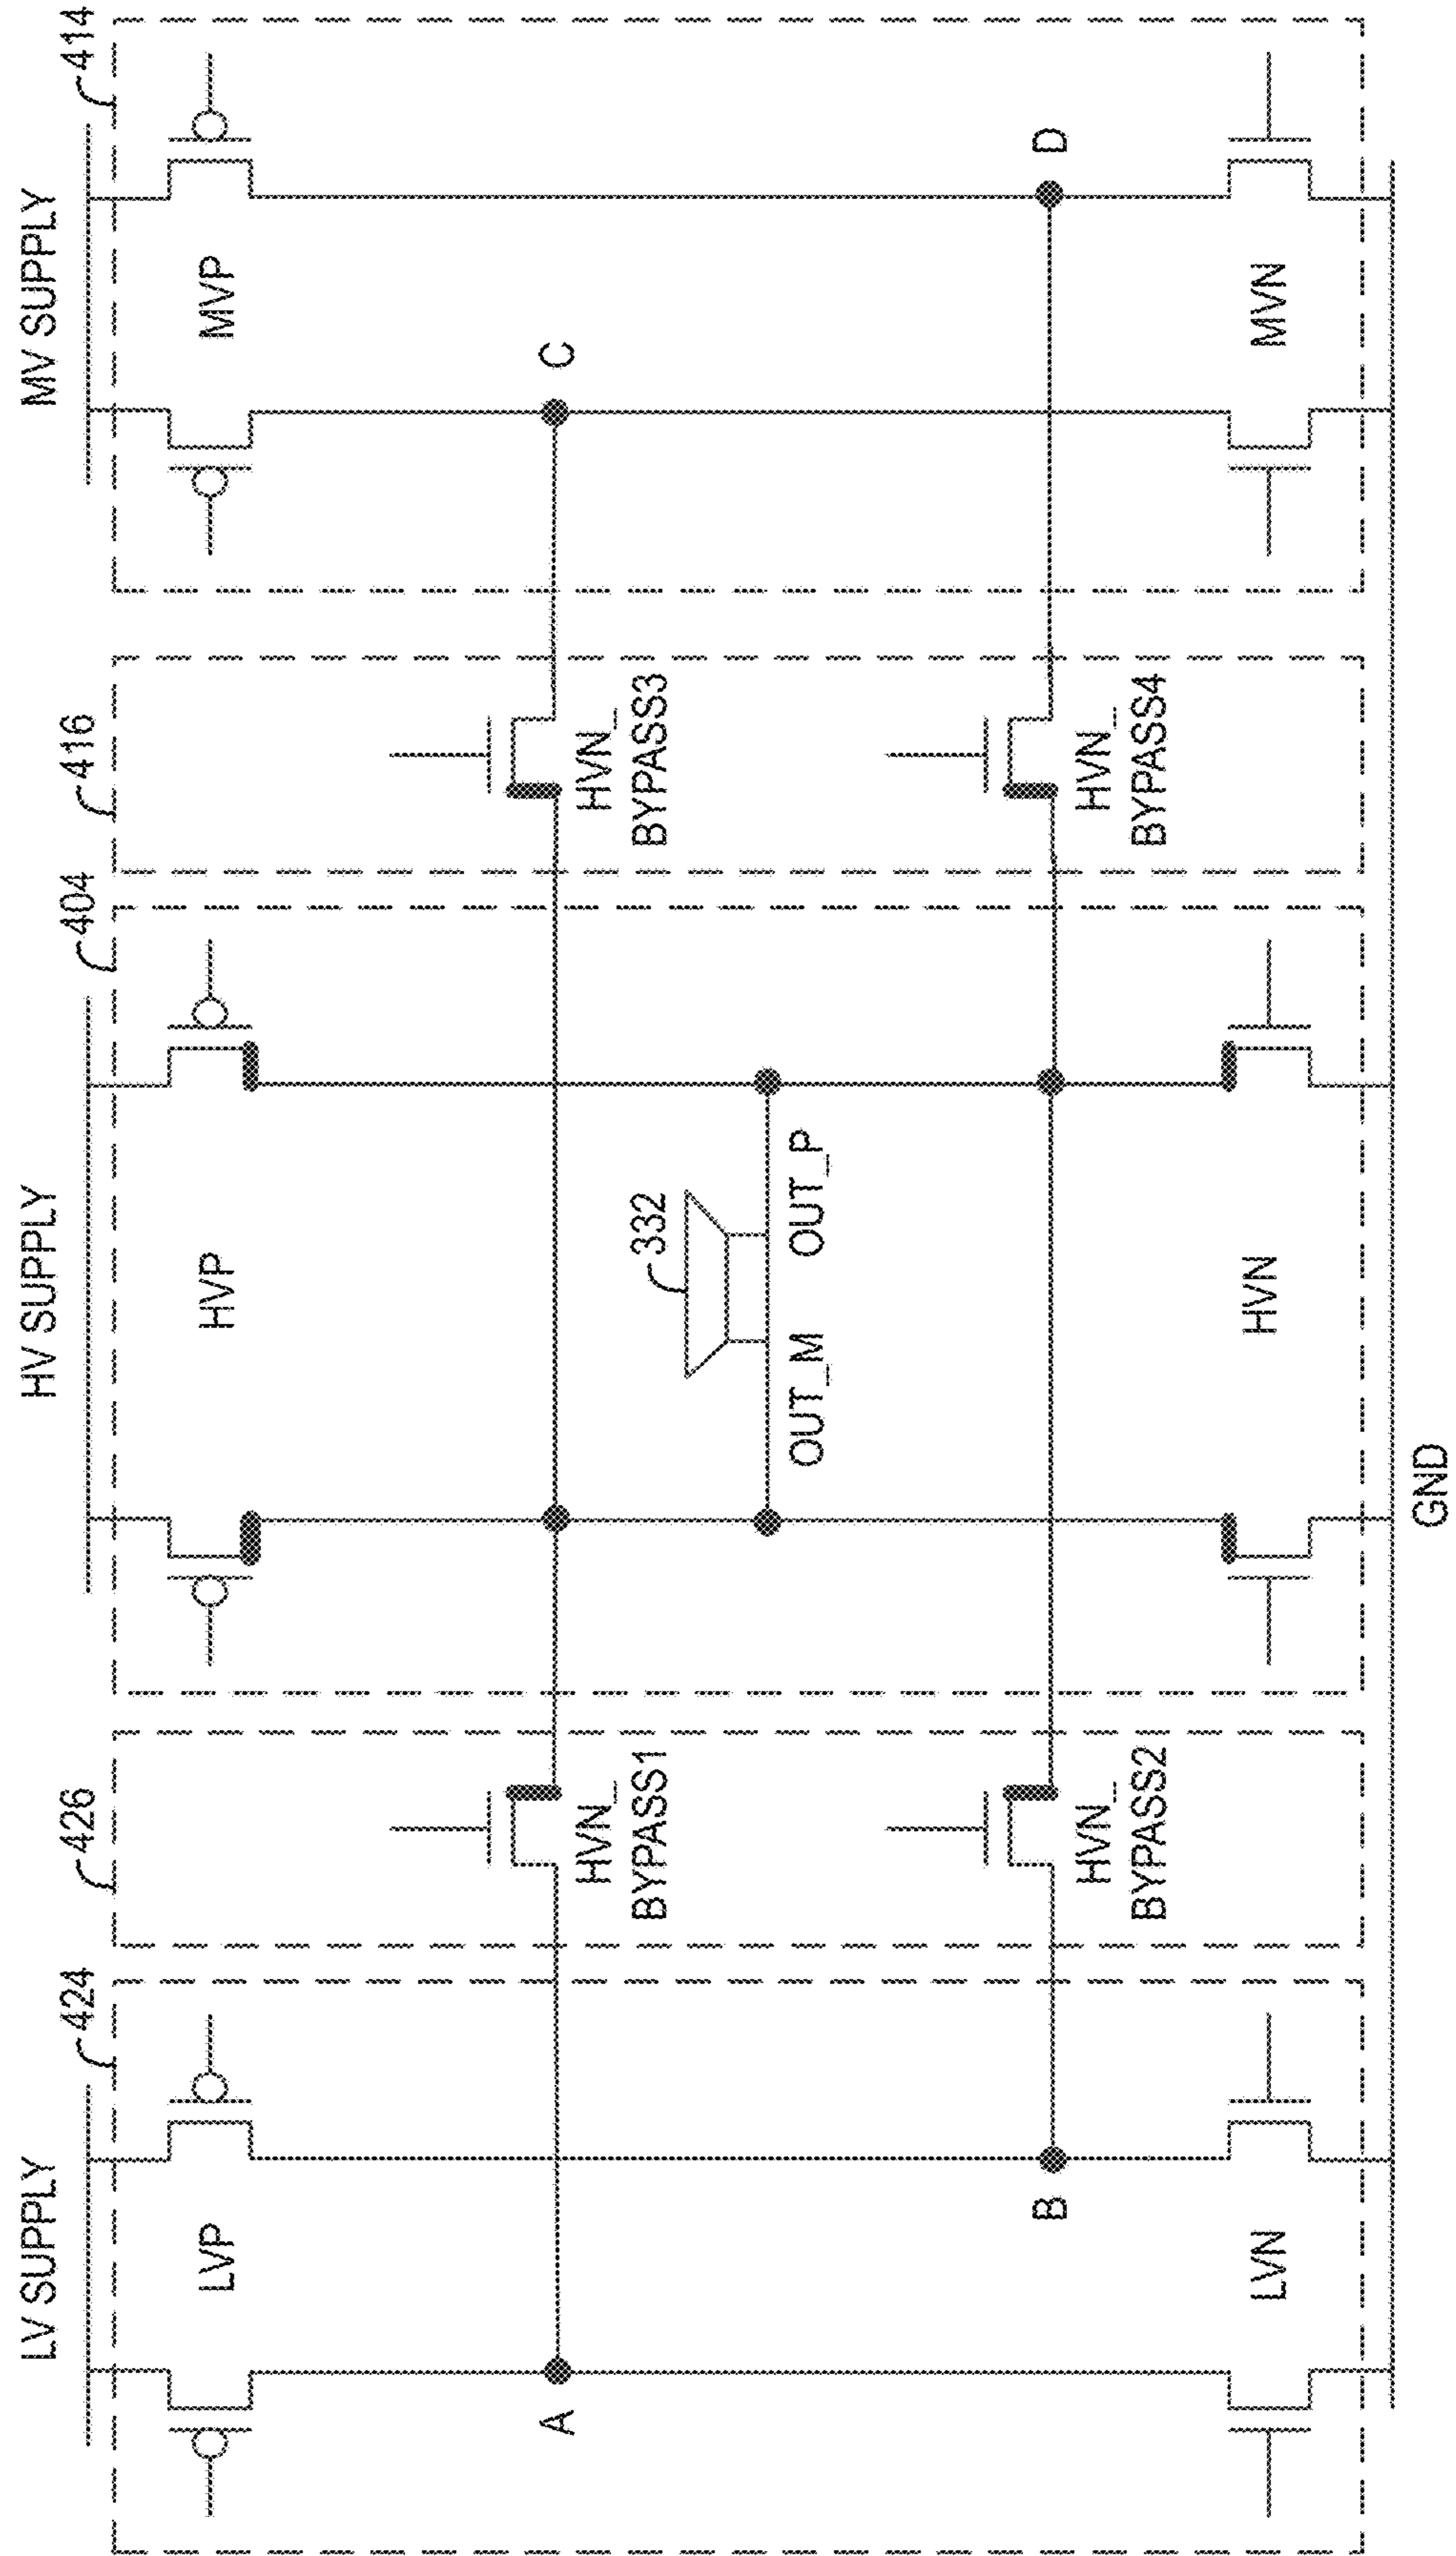 LV SUPPLY
HV SUPPLY
MV SUPPLY
424
426
404
416
414
LVP
HVP
MVP
A
C
HVN_
BYPASS1
HVN_
BYPASS3
332
OUT_M
OUT_P
B
D
HVN_
BYPASS2
HVN_
BYPASS4
LVN
HVN
MVN
GND